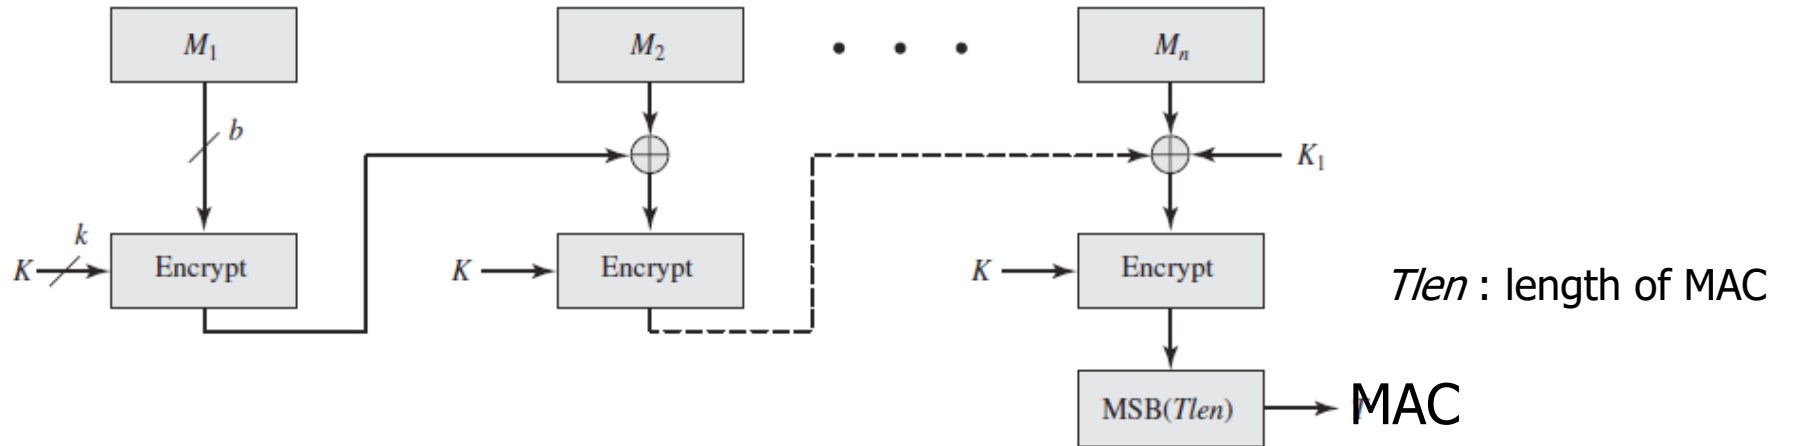 M₁ M₂ • • • Mₙ
b
K₁
k
K Encrypt K Encrypt K Encrypt
Tlen : length of MAC
MSB(Tlen) MAC